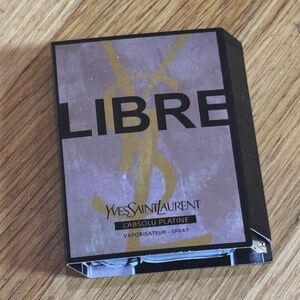 LIBRE
YVESSAINTLAURENT
L'ABSOLU PLATINE
VAPORISATEUR - SPRAY